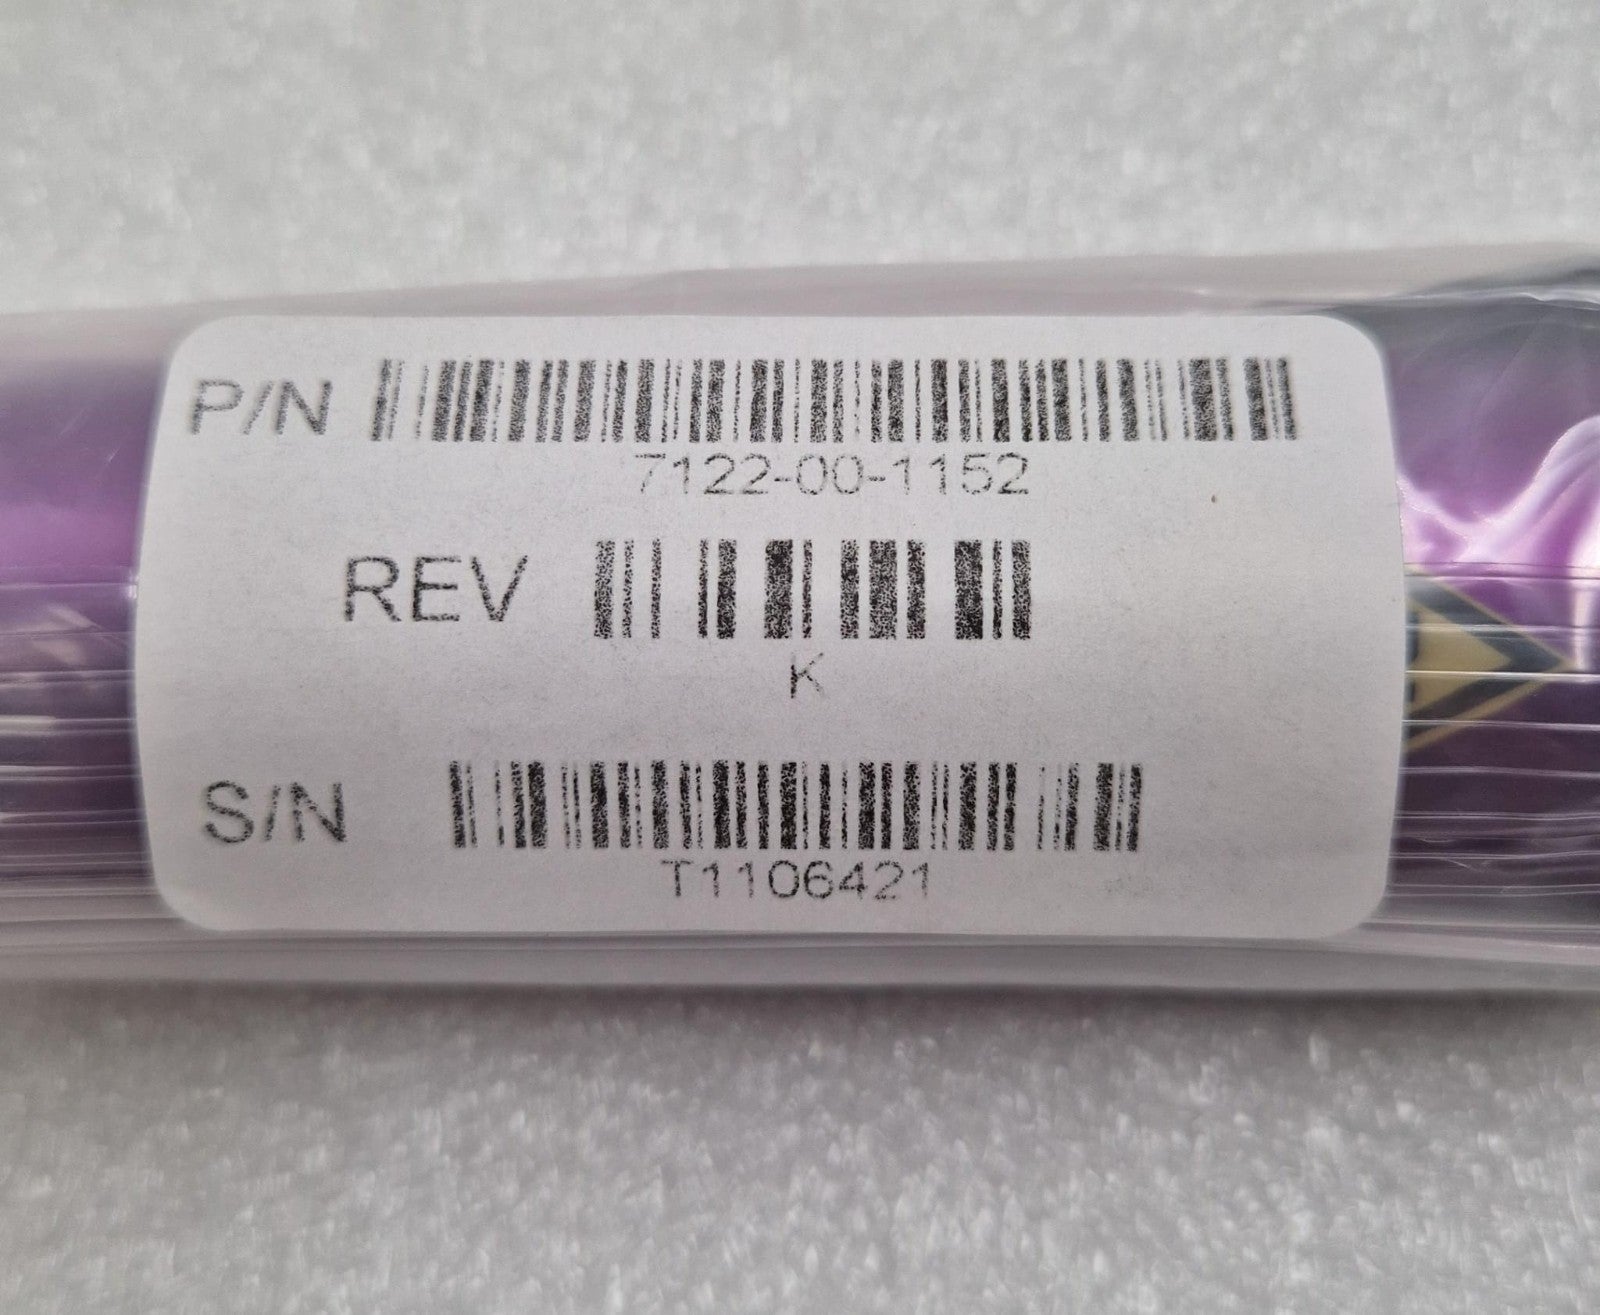 P/N
7122-00-1152
REV
K
S/N
T1106421